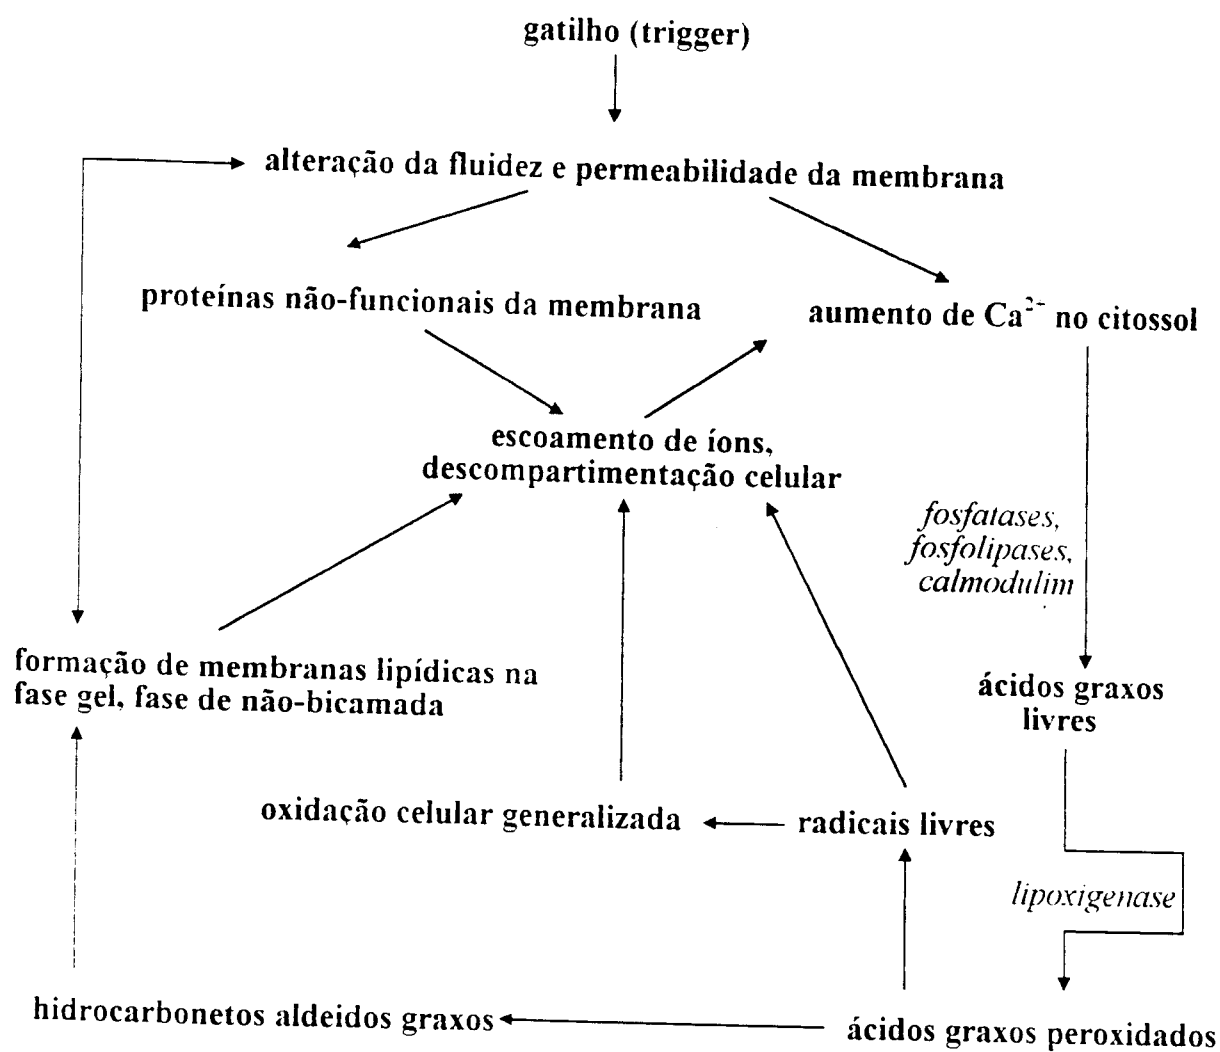 gatilho (trigger)
alteração da fluidez e permeabilidade da membrana
proteínas não-funcionais da membrana
aumento de Ca²⁺ no citossol
escoamento de íons,
descompartimentação celular
fosfatases,
fosfolipases,
calmodulim
formação de membranas lipídicas na
fase gel, fase de não-bicamada
ácidos graxos
livres
oxidação celular generalizada
radicais livres
lipoxigenase
hidrocarbonetos aldeidos graxos
ácidos graxos peroxidados